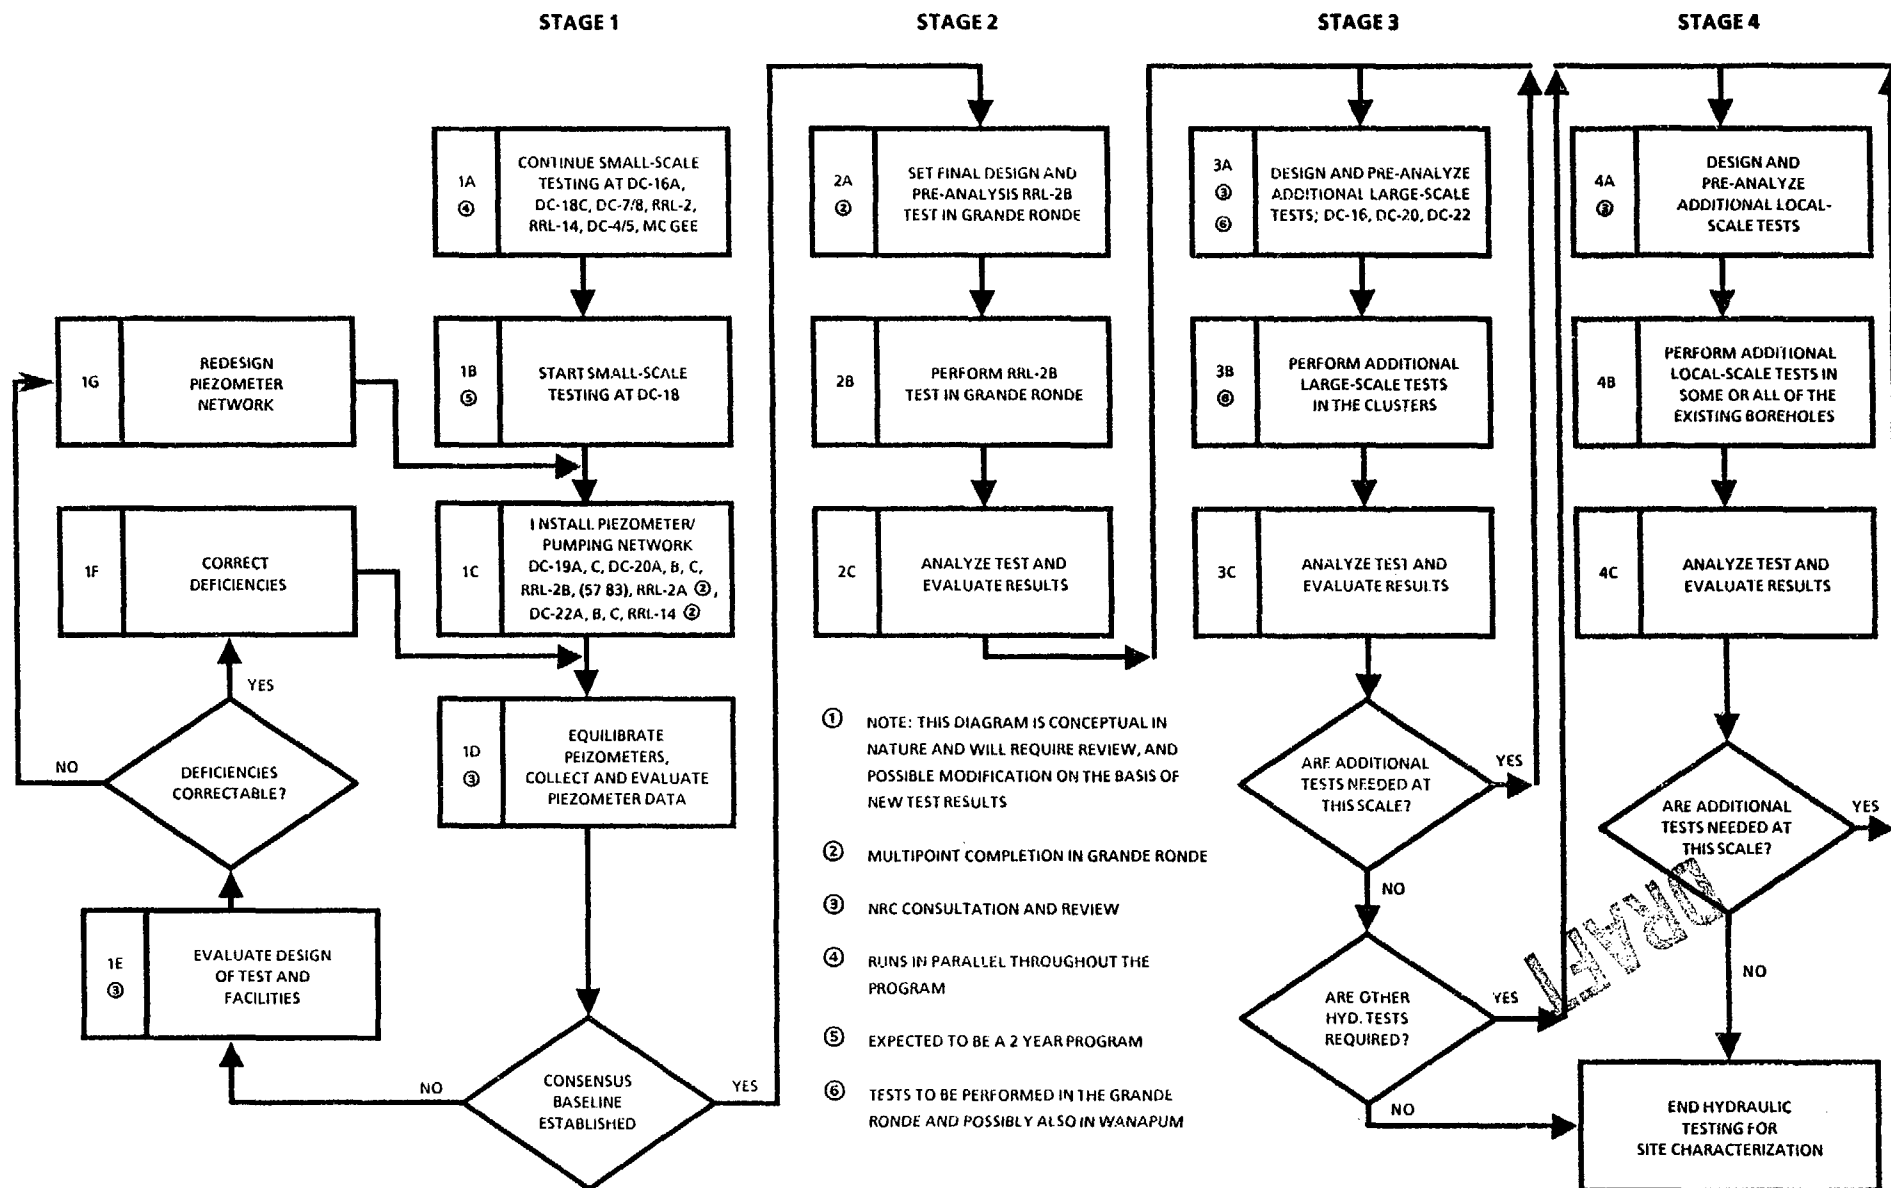 STAGE 1
1A
④
CONTINUE SMALL-SCALE
TESTING AT DC-16A,
DC-18C, DC-7/8, RRL-2,
RRL-14, DC-4/5, MC GEE
1B
⑤
START SMALL-SCALE
TESTING AT DC-18
1G
REDESIGN
PIEZOMETER
NETWORK
1C
INSTALL PIEZOMETER/
PUMPING NETWORK
DC-19A, C, DC-20A, B, C,
RRL-2B, (57 83), RRL-2A ②,
DC-22A, B, C, RRL-14 ②
1F
CORRECT
DEFICIENCIES
YES
NO
DEFICIENCIES
CORRECTABLE?
1D
③
EQUILIBRATE
PEIZOMETERS,
COLLECT AND EVALUATE
PIEZOMETER DATA
1E
③
EVALUATE DESIGN
OF TEST AND
FACILITIES
NO
CONSENSUS
BASELINE
ESTABLISHED
YES
STAGE 2
2A
②
SET FINAL DESIGN AND
PRE-ANALYSIS RRL-2B
TEST IN GRANDE RONDE
2B
PERFORM RRL-2B
TEST IN GRANDE RONDE
2C
ANALYZE TEST AND
EVALUATE RESULTS
① NOTE: THIS DIAGRAM IS CONCEPTUAL IN
NATURE AND WILL REQUIRE REVIEW, AND
POSSIBLE MODIFICATION ON THE BASIS OF
NEW TEST RESULTS
② MULTIPOINT COMPLETION IN GRANDE RONDE
③ NRC CONSULTATION AND REVIEW
④ RUNS IN PARALLEL THROUGHOUT THE
PROGRAM
⑤ EXPECTED TO BE A 2 YEAR PROGRAM
⑥ TESTS TO BE PERFORMED IN THE GRANDE
RONDE AND POSSIBLY ALSO IN WANAPUM
STAGE 3
3A
③
⑥
DESIGN AND PRE-ANALYZE
ADDITIONAL LARGE-SCALE
TESTS; DC-16, DC-20, DC-22
3B
⑥
PERFORM ADDITIONAL
LARGE-SCALE TESTS
IN THE CLUSTERS
3C
ANALYZE TEST AND
EVALUATE RESULTS
ARE ADDITIONAL
TESTS NEEDED AT
THIS SCALE?
YES
NO
ARE OTHER
HYD. TESTS
REQUIRED?
YES
NO
STAGE 4
4A
③
DESIGN AND
PRE-ANALYZE
ADDITIONAL LOCAL-
SCALE TESTS
4B
PERFORM ADDITIONAL
LOCAL-SCALE TESTS IN
SOME OR ALL OF THE
EXISTING BOREHOLES
4C
ANALYZE TEST AND
EVALUATE RESULTS
ARE ADDITIONAL
TESTS NEEDED AT
THIS SCALE?
YES
NO
DRAFT
END HYDRAULIC
TESTING FOR
SITE CHARACTERIZATION